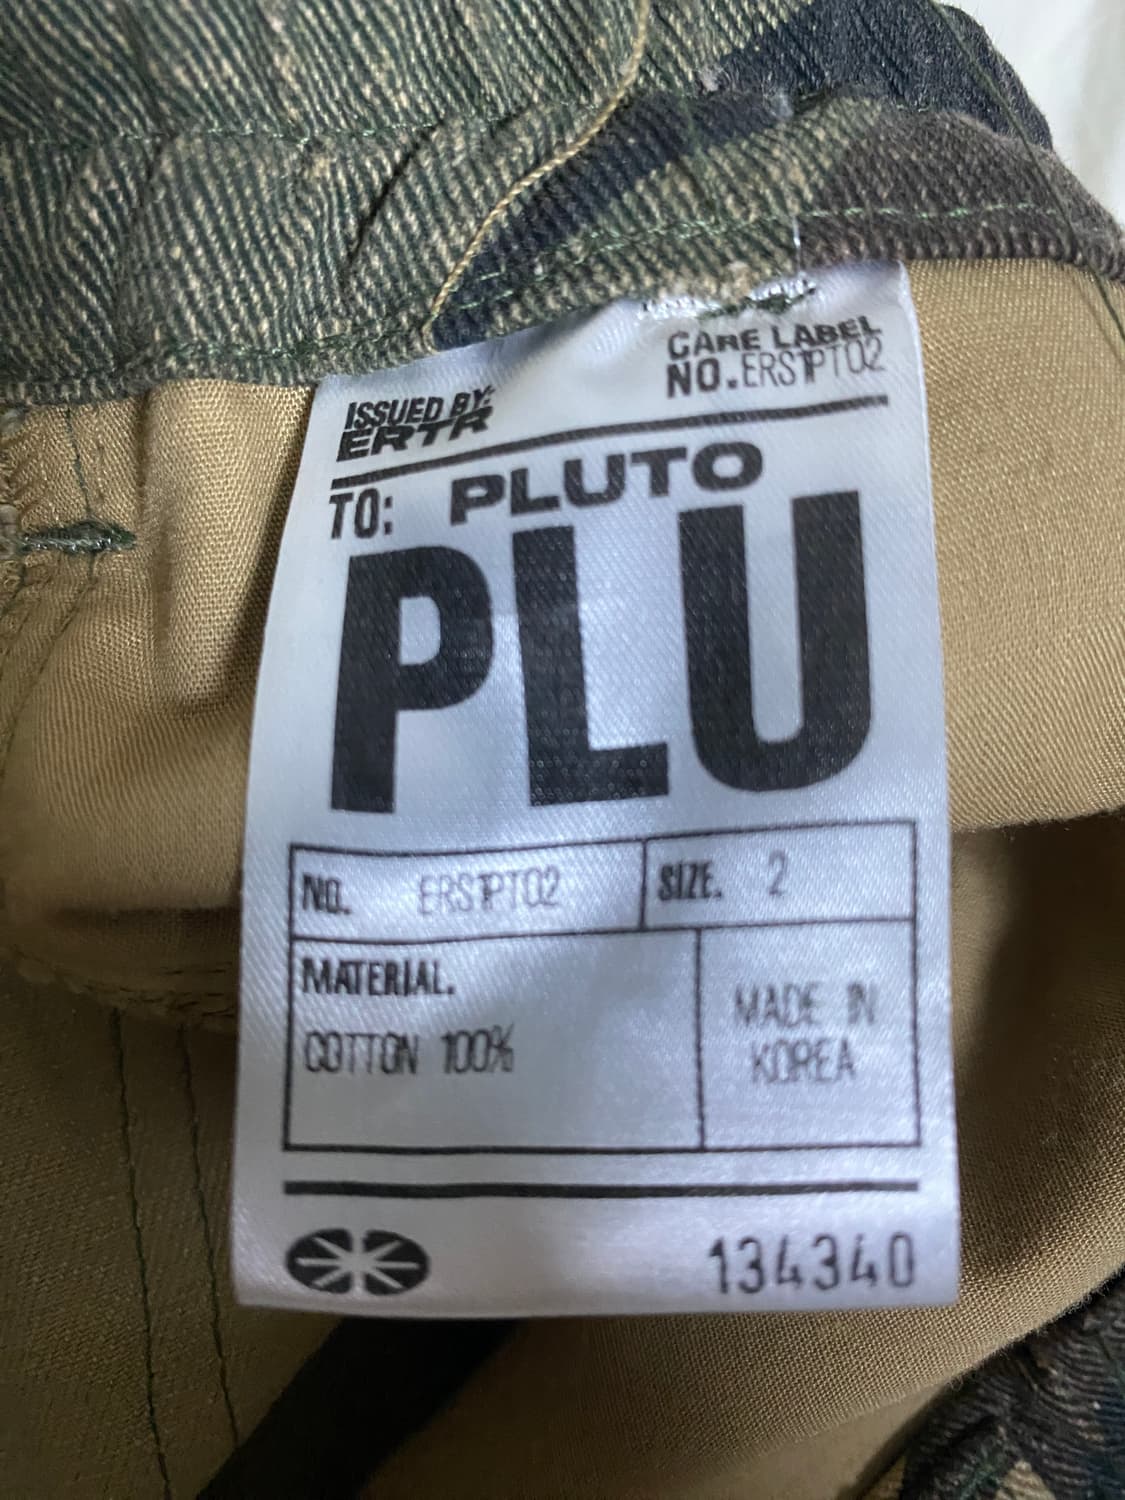 CARE LABEL
NO.ERS1PT02
ISSUED BY:
ERTR
TO: PLUTO
PLU
NO. ERS1PT02 SIZE. 2
MATERIAL.
COTTON 100%
MADE IN
KOREA
134340